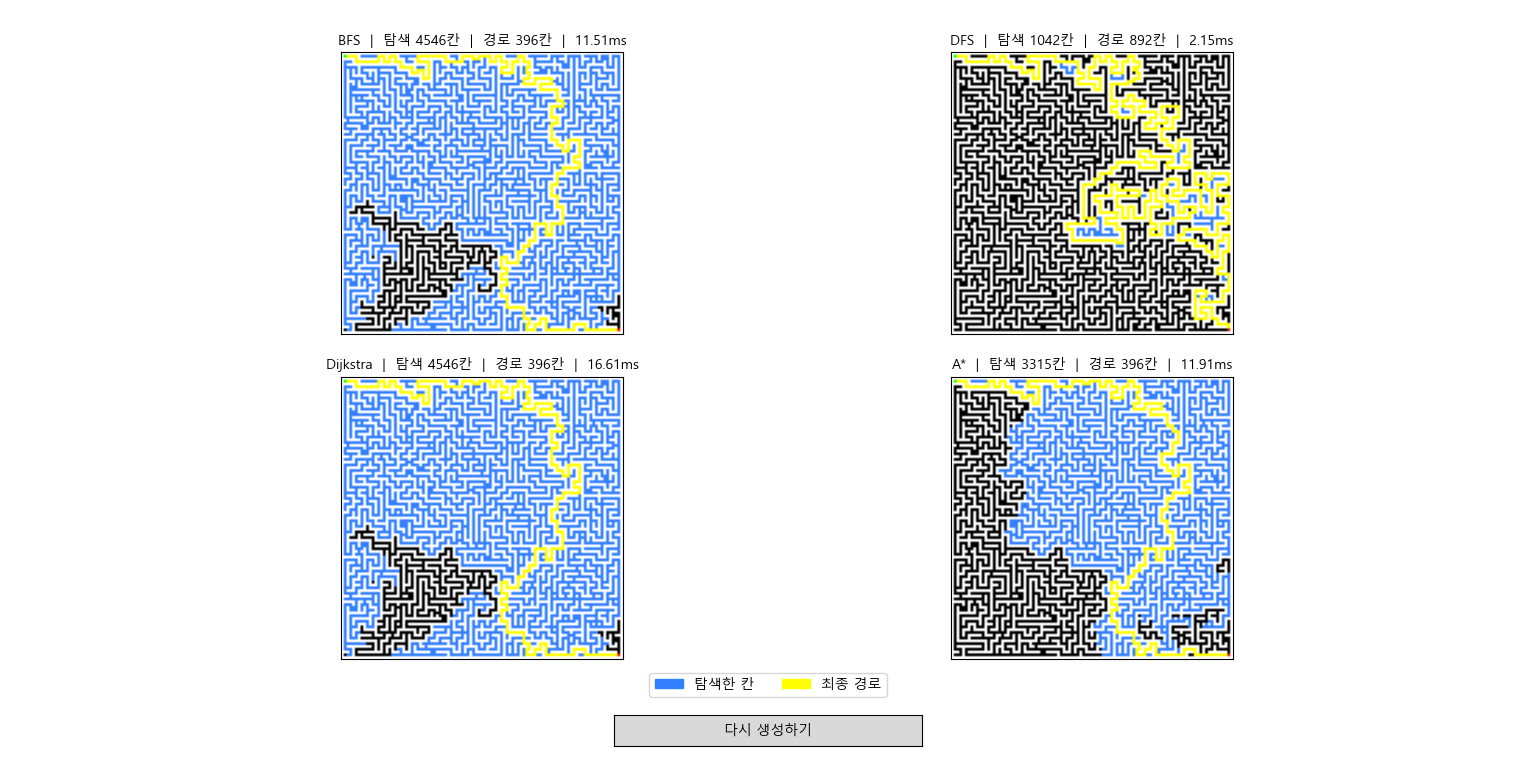 BFS | 탐색 4546칸 | 경로 396칸 | 11.51ms
DFS | 탐색 1042칸 | 경로 892칸 | 2.15ms
Dijkstra | 탐색 4546칸 | 경로 396칸 | 16.61ms
A* | 탐색 3315칸 | 경로 396칸 | 11.91ms
탐색한 칸 최종 경로
다시 생성하기